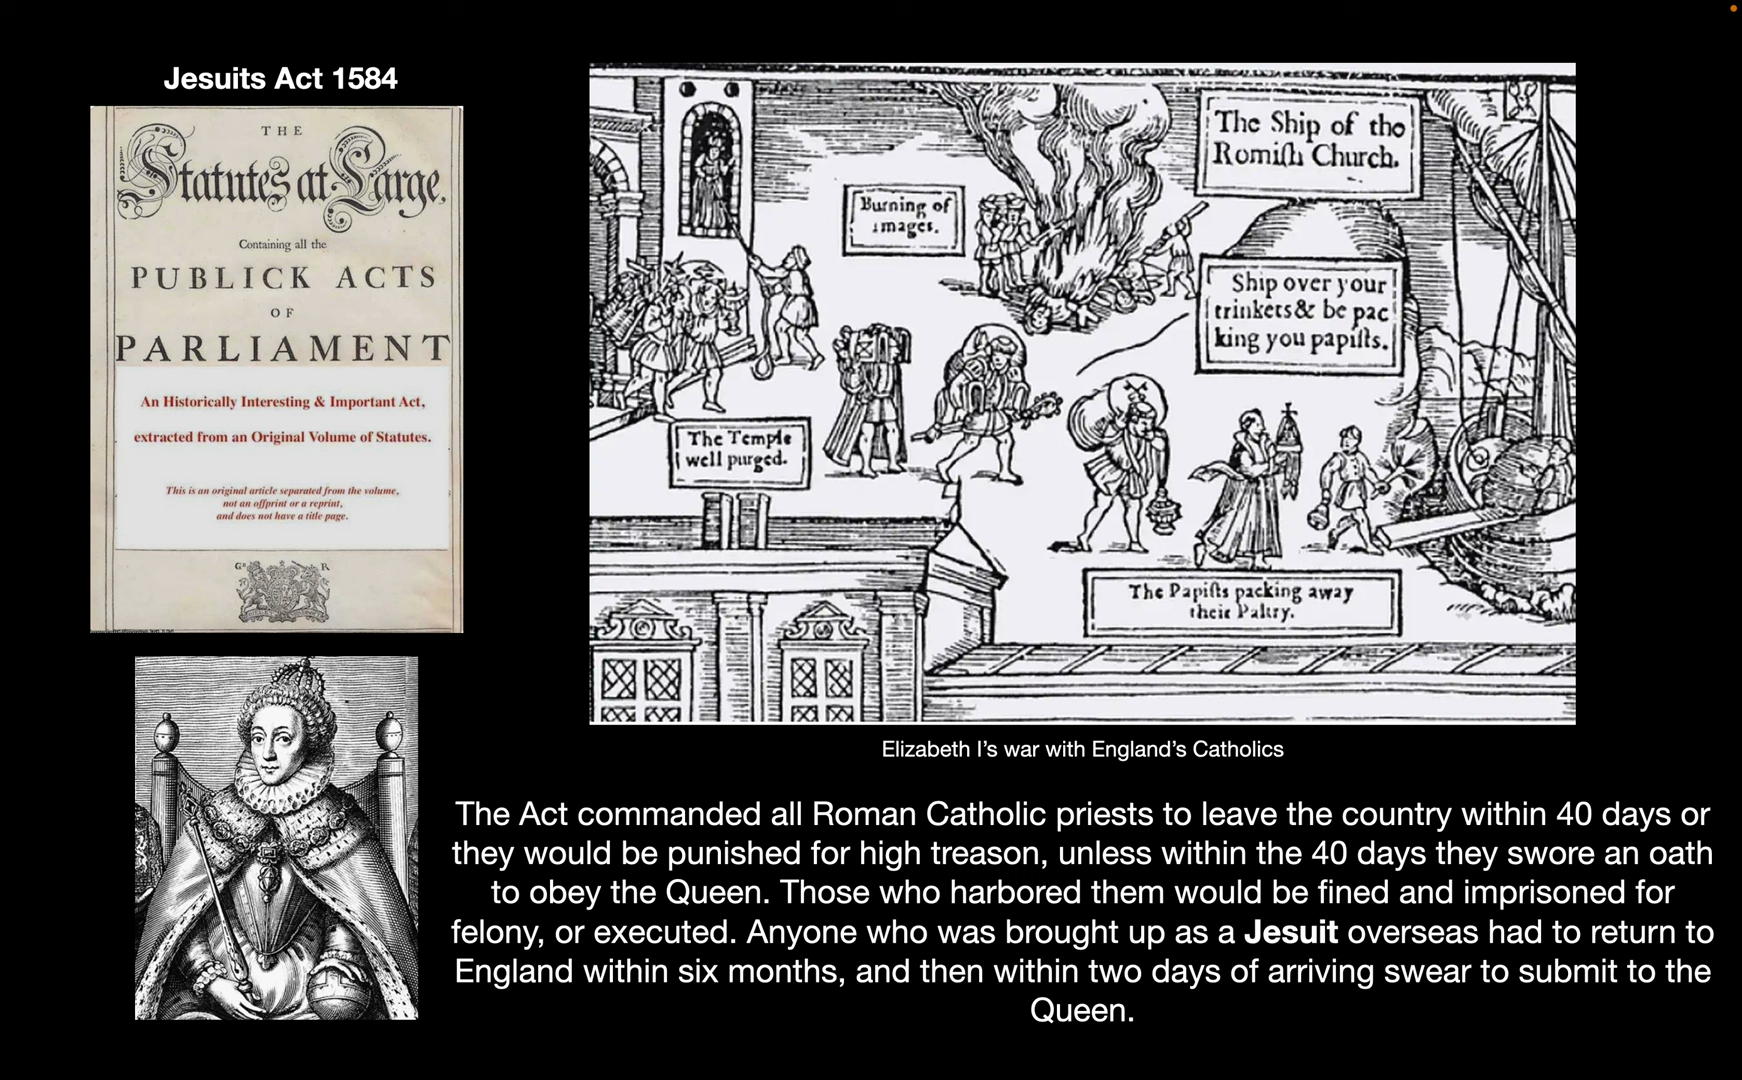 Jesuits Act 1584
THE
Statutes at Large,
Containing all the
PUBLICK ACTS
OF
PARLIAMENT
An Historically Interesting & Important Act,
extracted from an Original Volume of Statutes.
This is an original article separated from the volume,
not an offprint or a reprint,
and does not have a title page.
G R
The Ship of the
Romiſh Church.
Burning of
images.
Ship over your
trinkets & be pac
king you papiſts.
The Temple
well purged.
The Papiſts packing away
their Paltry.
Elizabeth I’s war with England’s Catholics
The Act commanded all Roman Catholic priests to leave the country within 40 days or
they would be punished for high treason, unless within the 40 days they swore an oath
to obey the Queen. Those who harbored them would be fined and imprisoned for
felony, or executed. Anyone who was brought up as a Jesuit overseas had to return to
England within six months, and then within two days of arriving swear to submit to the
Queen.